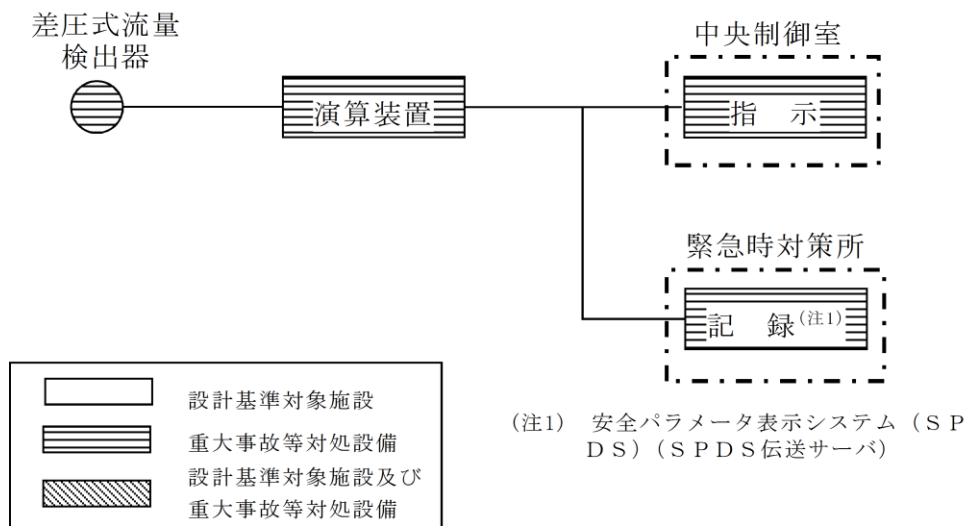 差圧式流量
検出器
演算装置
中央制御室
指　示
緊急時対策所
記　録(注1)
設計基準対象施設
重大事故等対処設備
設計基準対象施設及び
重大事故等対処設備
(注1)　安全パラメータ表示システム（ＳＰ
ＤＳ）（ＳＰＤＳ伝送サーバ）